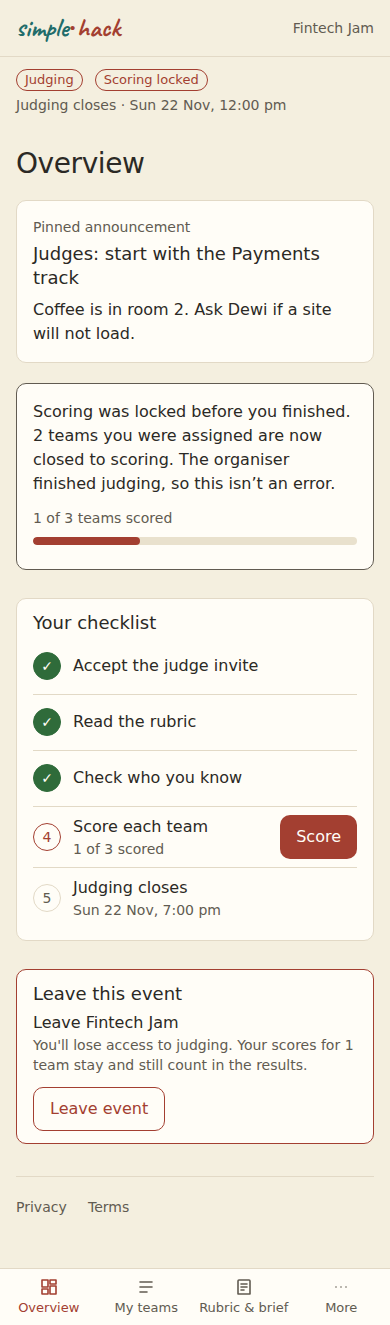 simple·hack
Fintech Jam
Judging
Scoring locked
Judging closes · Sun 22 Nov, 12:00 pm
Overview
Pinned announcement
Judges: start with the Payments
track
Coffee is in room 2. Ask Dewi if a site
will not load.
Scoring was locked before you finished.
2 teams you were assigned are now
closed to scoring. The organiser
finished judging, so this isn’t an error.
1 of 3 teams scored
Your checklist
✓ Accept the judge invite
✓ Read the rubric
✓ Check who you know
4 Score each team
1 of 3 scored
Score
5 Judging closes
Sun 22 Nov, 7:00 pm
Leave this event
Leave Fintech Jam
You'll lose access to judging. Your scores for 1
team stay and still count in the results.
Leave event
Privacy
Terms
Overview
My teams
Rubric & brief
More